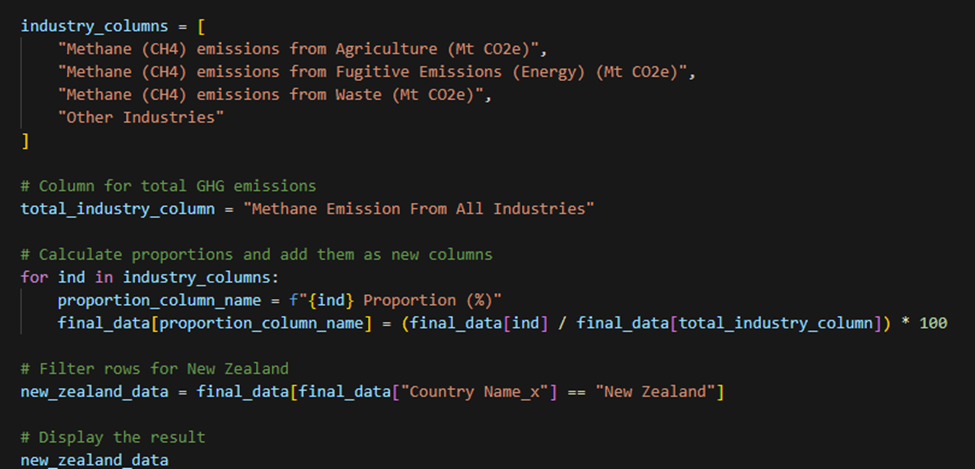 industry_columns = [
"Methane (CH4) emissions from Agriculture (Mt CO2e)",
"Methane (CH4) emissions from Fugitive Emissions (Energy) (Mt CO2e)",
"Methane (CH4) emissions from Waste (Mt CO2e)",
"Other Industries"
]
# Column for total GHG emissions
total_industry_column = "Methane Emission From All Industries"
# Calculate proportions and add them as new columns
for ind in industry_columns:
proportion_column_name = f"{ind} Proportion (%)"
final_data[proportion_column_name] = (final_data[ind] / final_data[total_industry_column]) * 100
# Filter rows for New Zealand
new_zealand_data = final_data[final_data["Country Name_x"] == "New Zealand"]
# Display the result
new_zealand_data